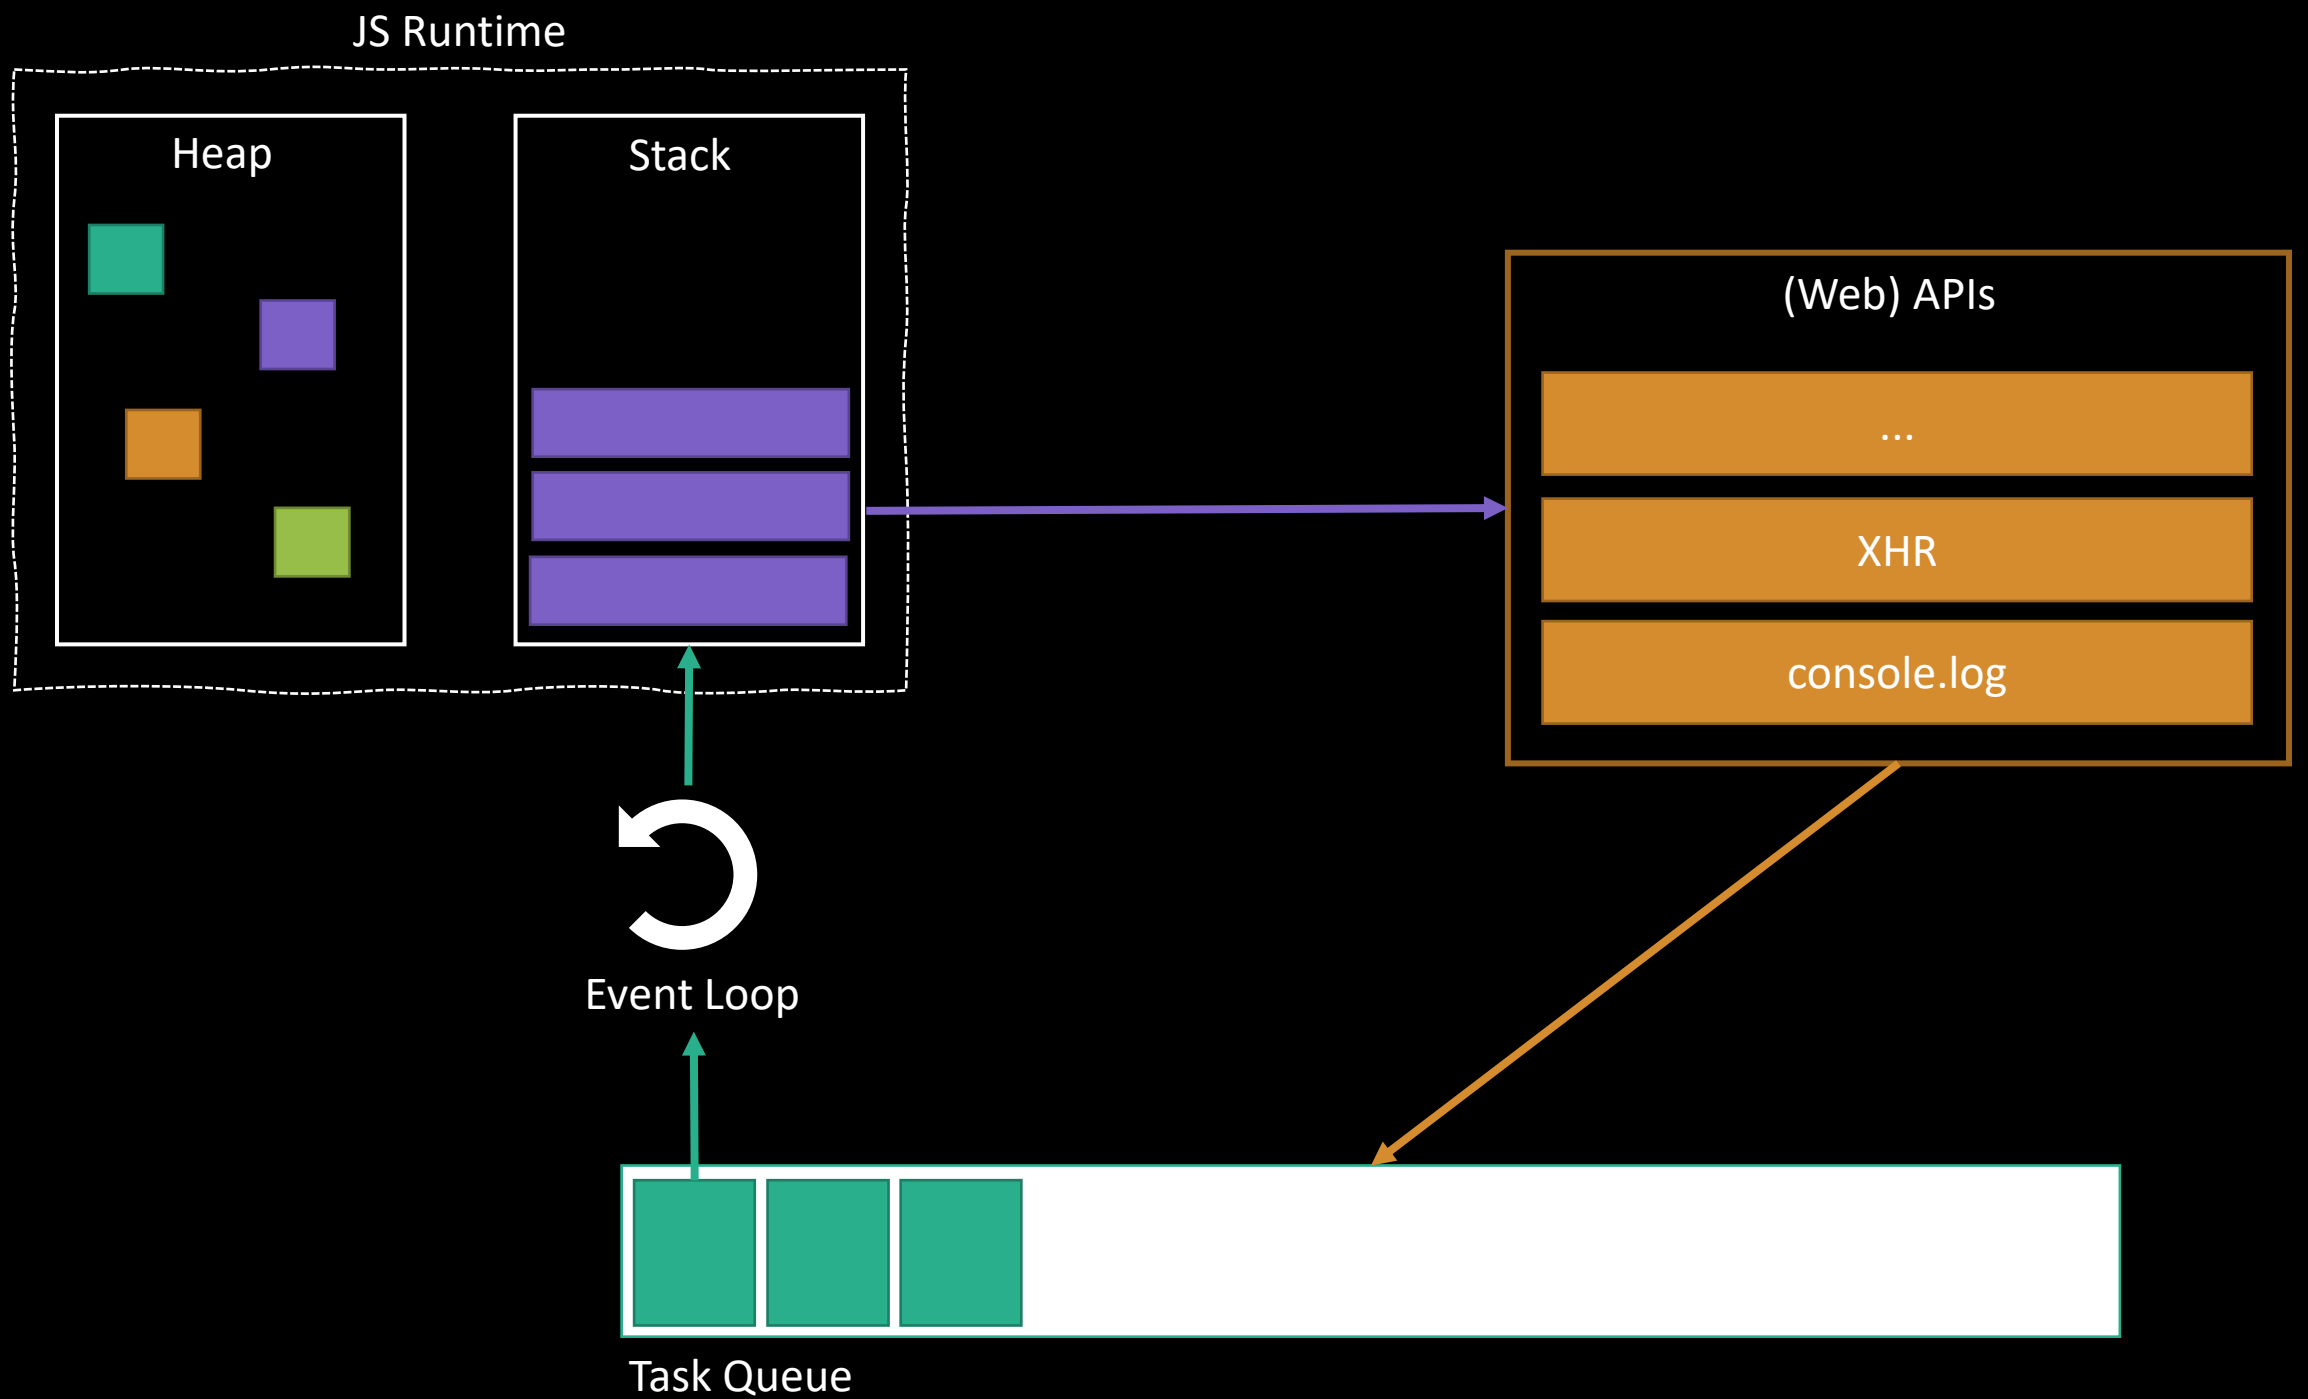 JS Runtime
Heap
Stack
(Web) APIs
...
XHR
console.log
Event Loop
Task Queue